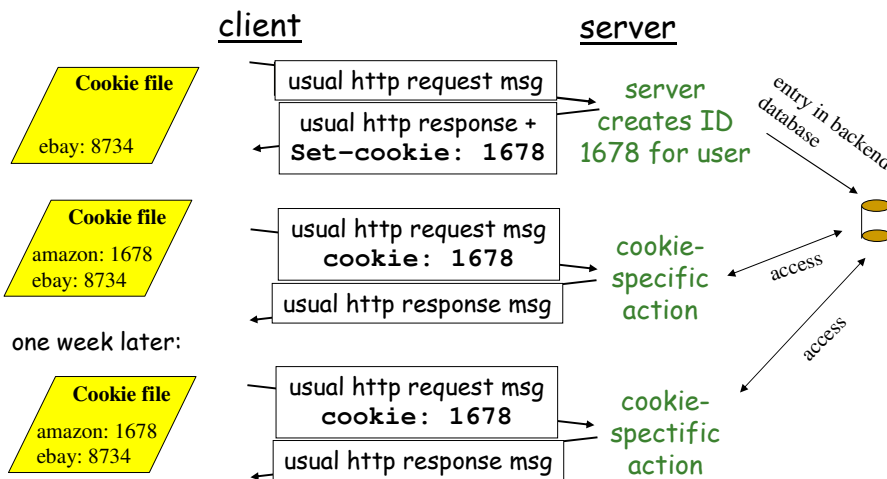 client
server
Cookie file
ebay: 8734
usual http request msg
usual http response +
Set-cookie: 1678
server
creates ID
1678 for user
entry in backend
database
Cookie file
amazon: 1678
ebay: 8734
usual http request msg
cookie: 1678
usual http response msg
cookie-
specific
action
access
access
one week later:
Cookie file
amazon: 1678
ebay: 8734
usual http request msg
cookie: 1678
usual http response msg
cookie-
spectific
action